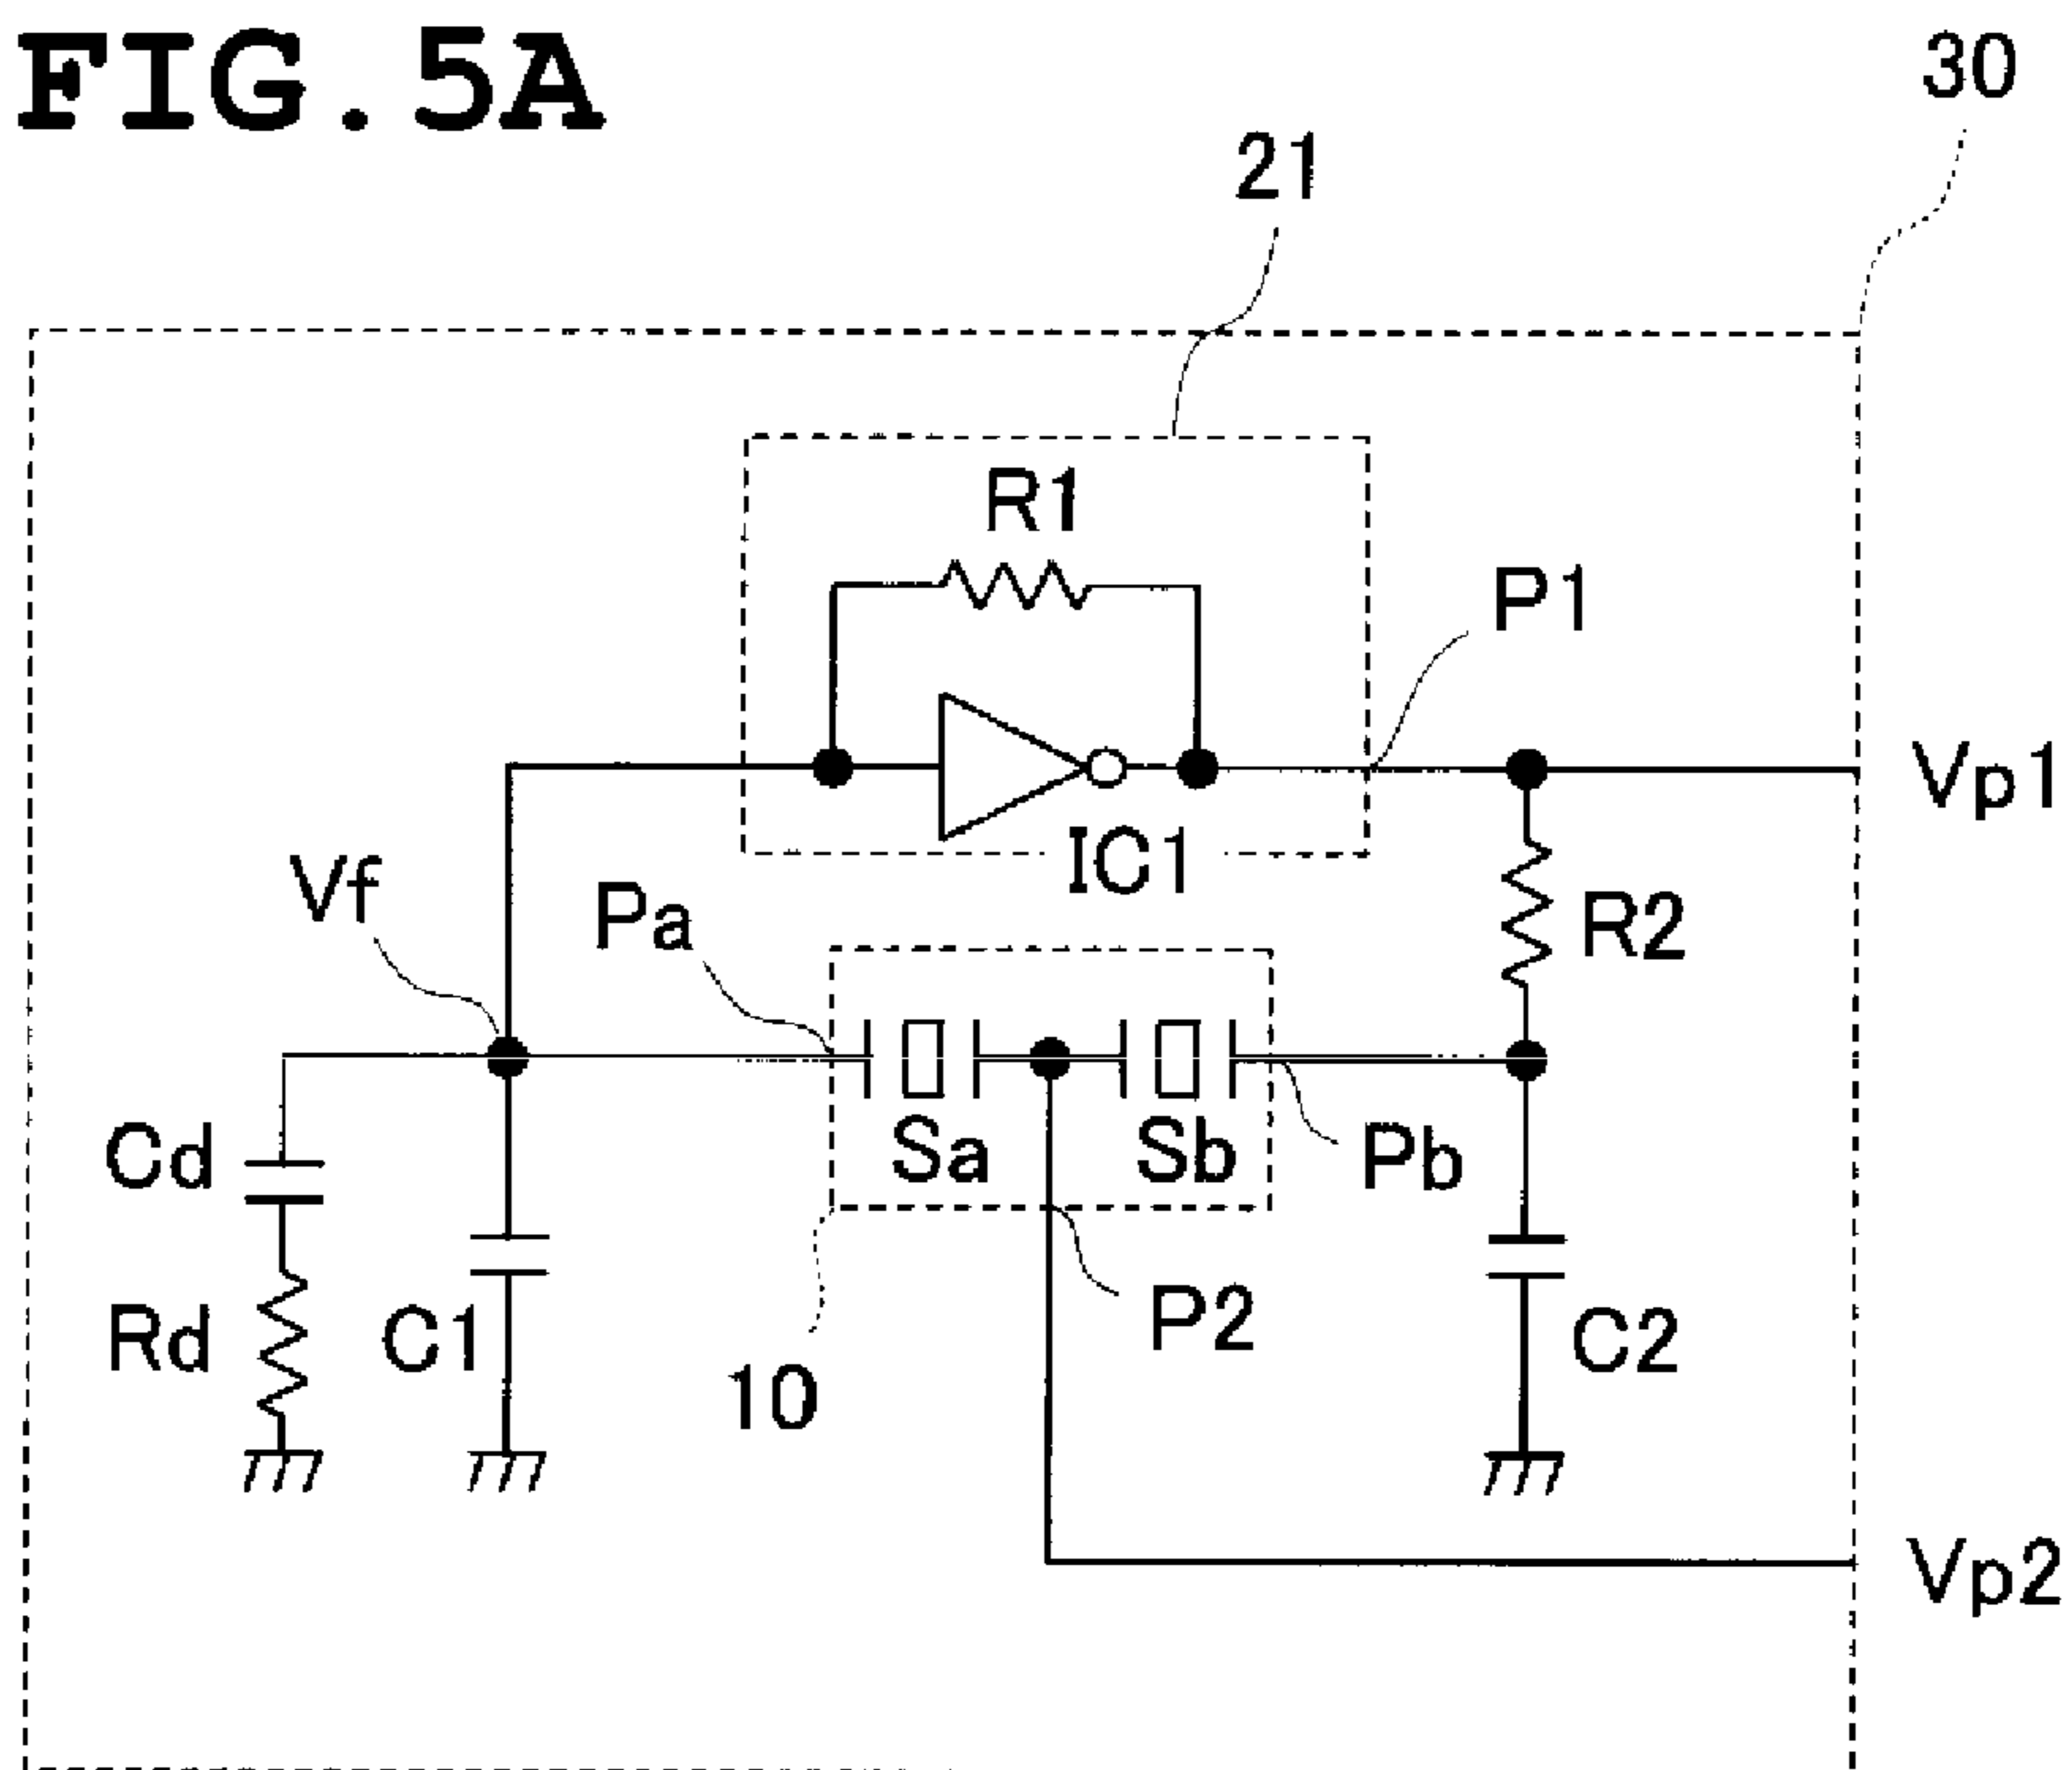 FIG. 5A
30
21
R1
P1
Vp1
IC1
Vf
Pa
R2
Cd
Sa
Sb
Pb
Rd
C1
P2
C2
10
Vp2